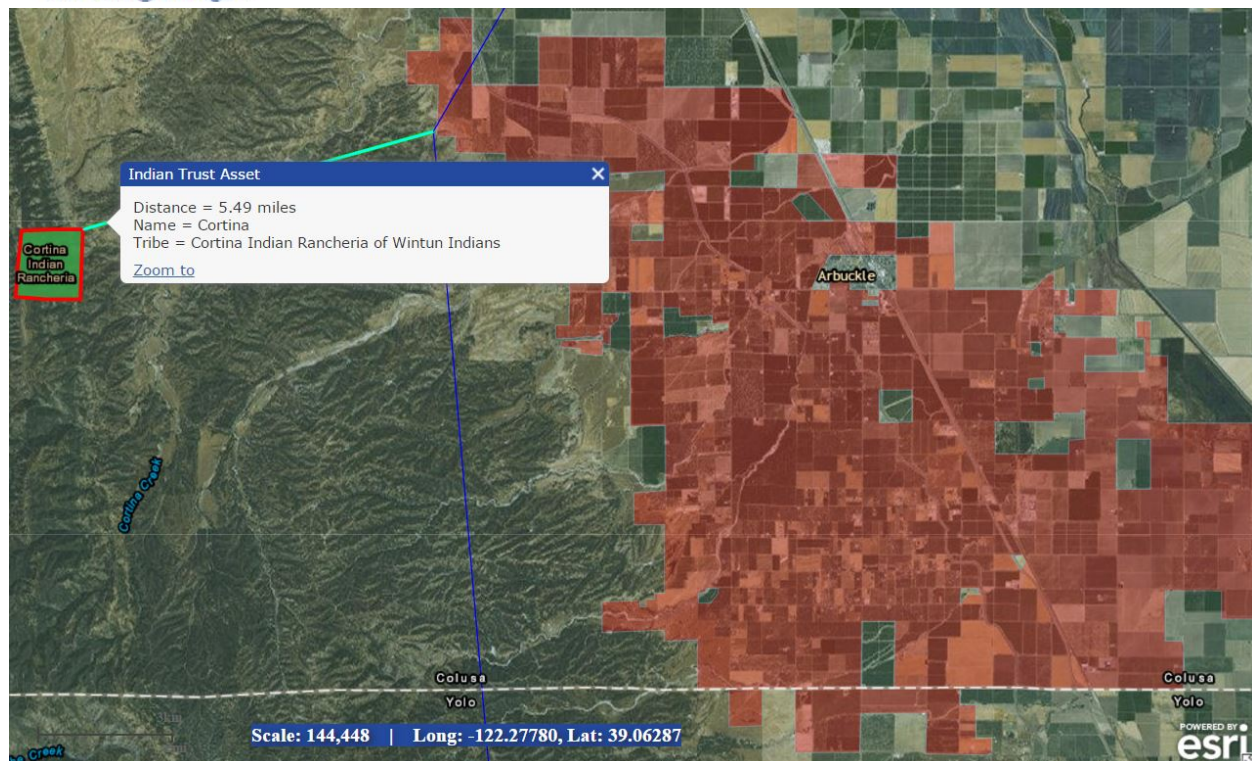 Indian Trust Asset
Distance = 5.49 miles
Name = Cortina
Tribe = Cortina Indian Rancheria of Wintun Indians
Zoom to
Cortina
Indian
Rancheria
Arbuckle
Cortina Creek
Colusa
Yolo
Colusa
Yolo
3km
Creek
Scale: 144,448 | Long: -122.27780, Lat: 39.06287
POWERED BY
esri